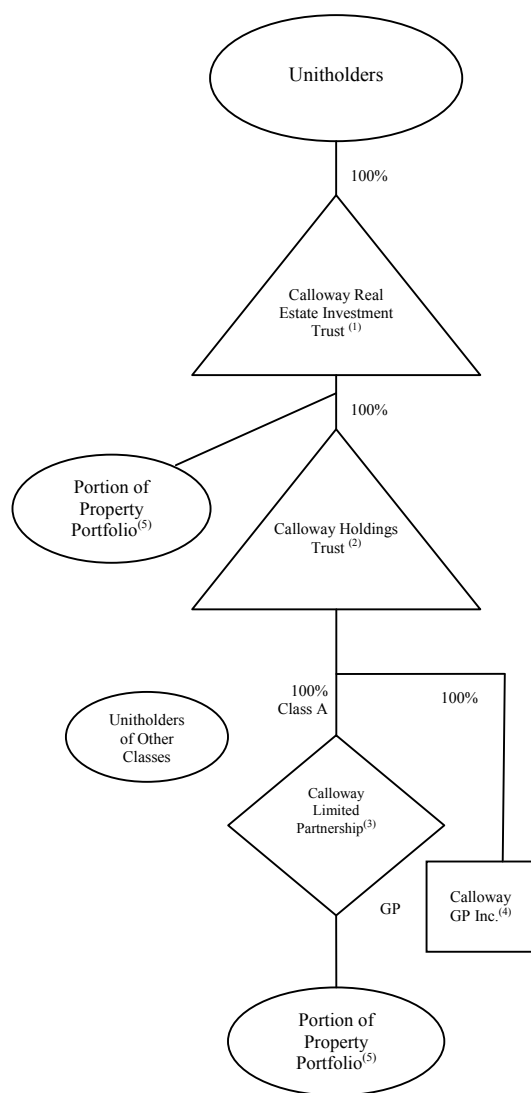 Unitholders
100%
Calloway Real
Estate Investment
Trust (1)
100%
Portion of
Property
Portfolio(5)
Calloway Holdings
Trust (2)
100%
Class A
100%
Unitholders
of Other
Classes
Calloway
Limited
Partnership(3)
Calloway
GP Inc.(4)
GP
Portion of
Property
Portfolio(5)